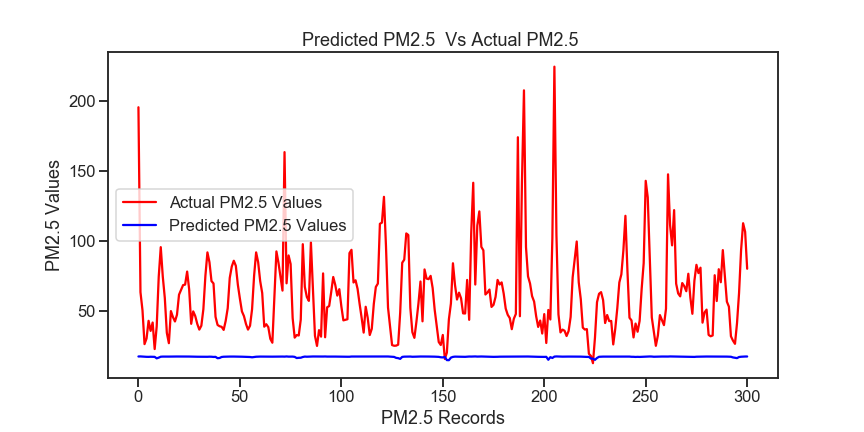 Predicted PM2.5  Vs Actual PM2.5
PM2.5 Values
200
150
100
50
Actual PM2.5 Values
Predicted PM2.5 Values
0
50
100
150
200
250
300
PM2.5 Records